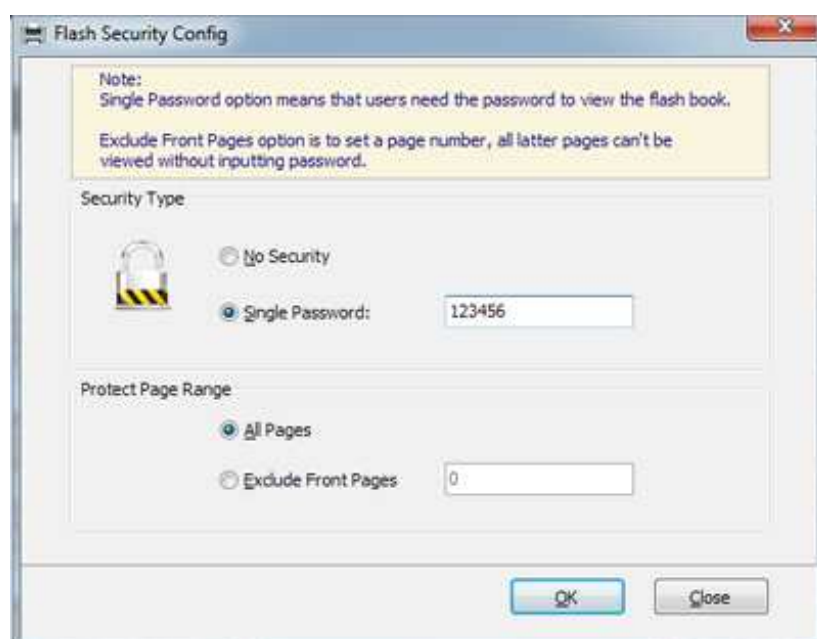 Flash Security Config
Note:
Single Password option means that users need the password to view the flash book.
Exclude Front Pages option is to set a page number, all latter pages can't be
viewed without inputting password.
Security Type
No Security
Single Password:
123456
Protect Page Range
All Pages
Exclude Front Pages
0
OK
Close